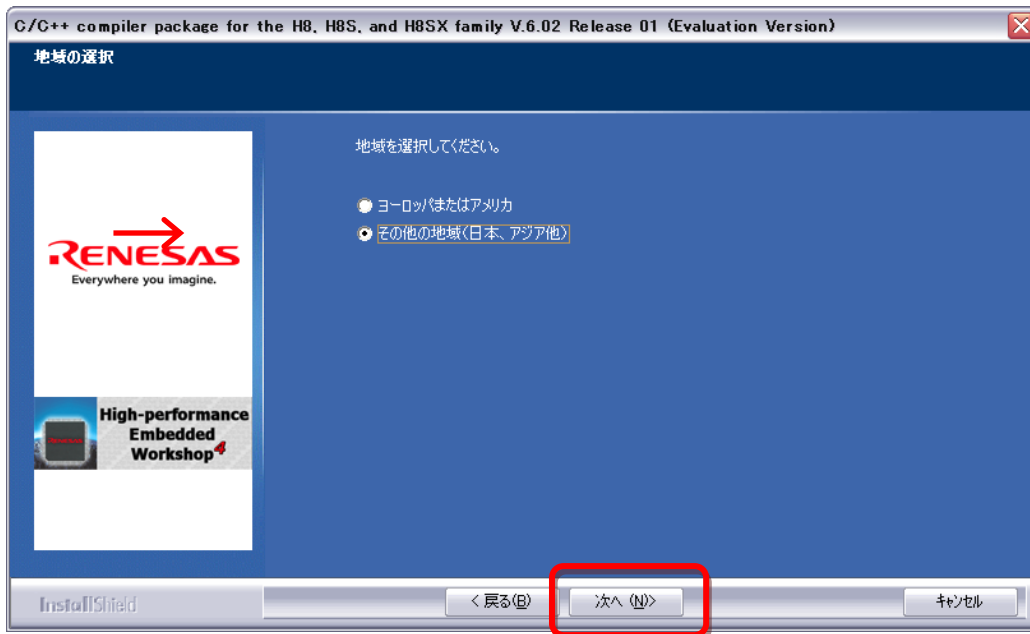 C/C++ compiler package for the H8, H8S, and H8SX family V.6.02 Release 01 (Evaluation Version)
地域の選択
地域を選択してください。
ヨーロッパまたはアメリカ
その他の地域(日本、アジア他)
RENESAS
Everywhere you imagine.
High-performance
Embedded
Workshop4
InstallShield
< 戻る(B)
次へ (N)>
キャンセル